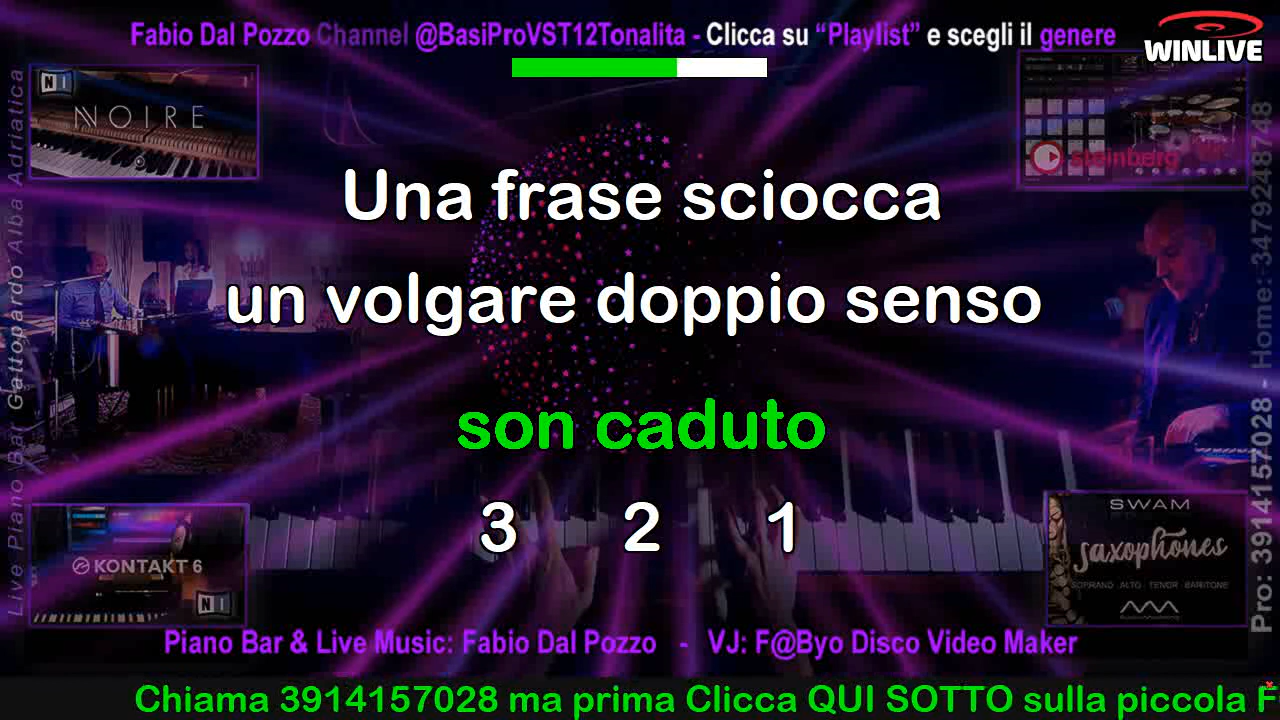 Fabio Dal Pozzo Channel @BasiProVST12Tonalita - Clicca su “Playlist” e scegli il genere
WINLIVE
NI
NOIRE
steinberg
Live Piano Bar Gattopardo Alba Adriatica
Pro: 3914157028 - Home: 3479248748
Una frase sciocca
un volgare doppio senso
son caduto
3 2 1
KONTAKT 6
NI
SWAM
saxophones
SOPRANO . ALTO . TENOR . BARITONE
Piano Bar & Live Music: Fabio Dal Pozzo - VJ: F@Byo Disco Video Maker
Chiama 3914157028 ma prima Clicca QUI SOTTO sulla piccola F